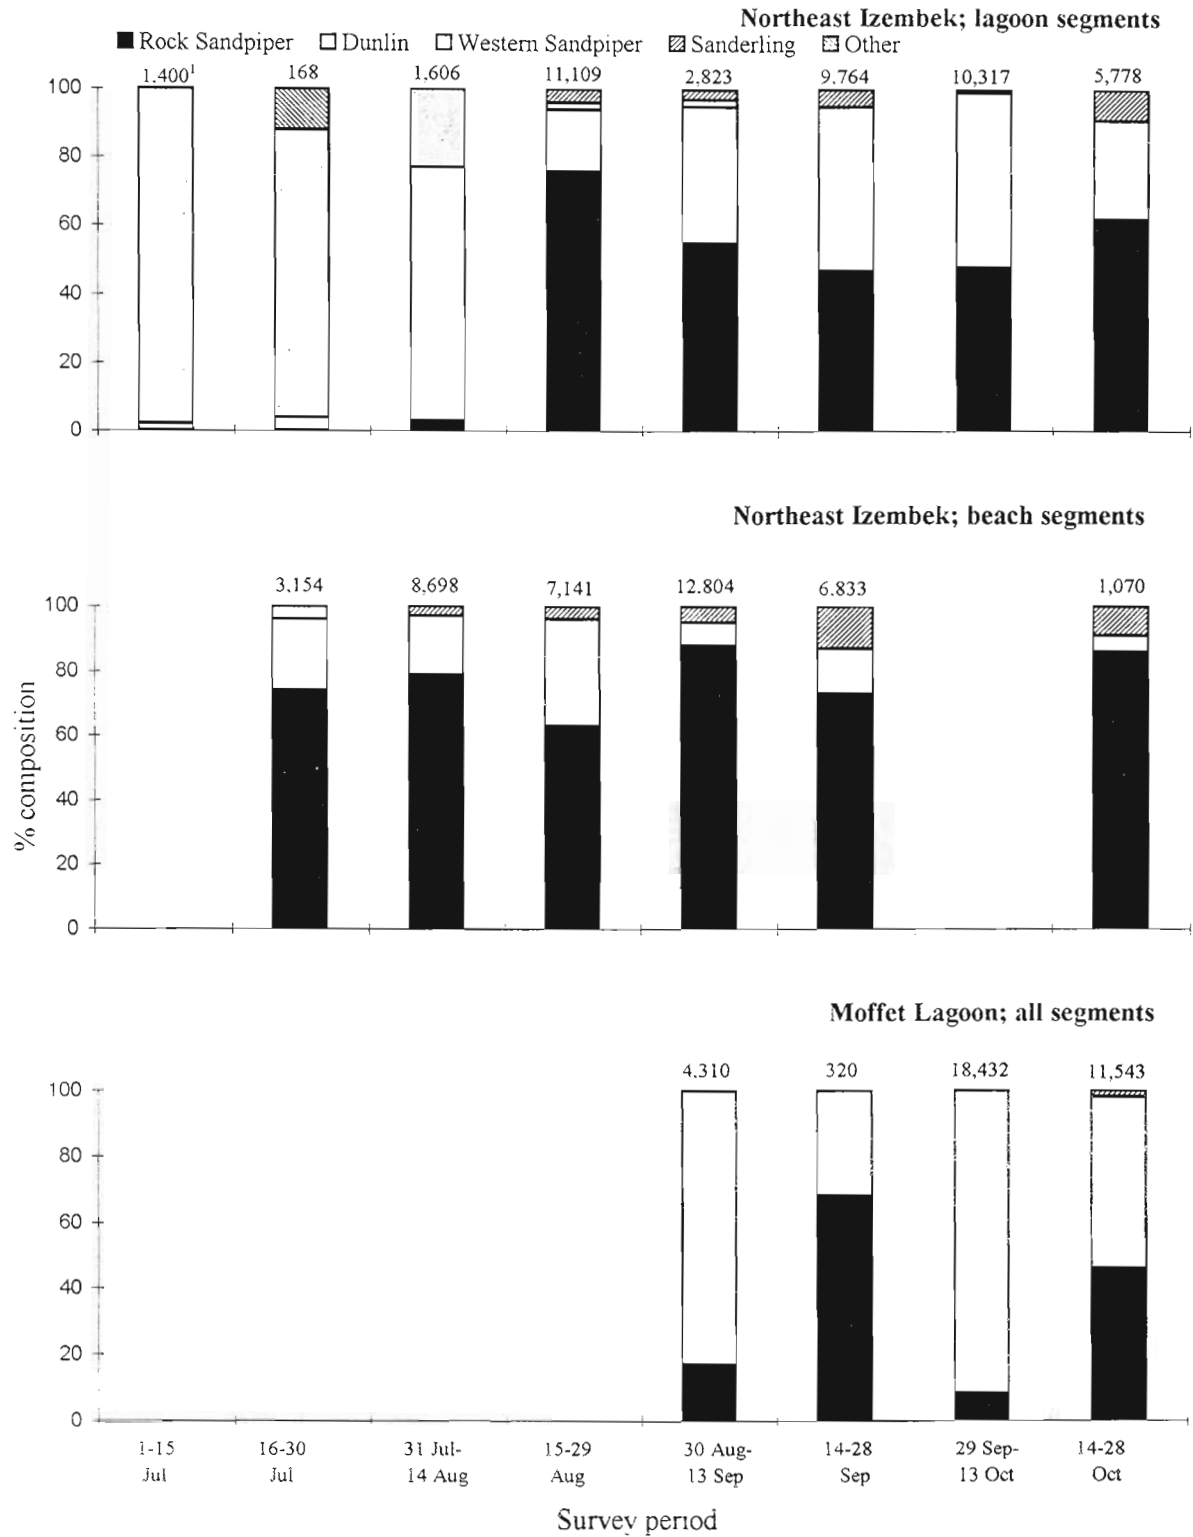 Northeast Izembek; lagoon segments
Rock Sandpiper Dunlin Western Sandpiper Sanderling Other
1.400¹ 168 1.606 11,109 2,823 9.764 10,317 5,778
100
80
60
40
20
0
Northeast Izembek; beach segments
3,154 8,698 7,141 12.804 6.833 1,070
100
80
60
40
20
0
% composition
Moffet Lagoon; all segments
4.310 320 18,432 11,543
100
80
60
40
20
0
1-15 16-30 31 Jul- 15-29 30 Aug- 14-28 29 Sep- 14-28
Jul Jul 14 Aug Aug 13 Sep Sep 13 Oct Oct
Survey period